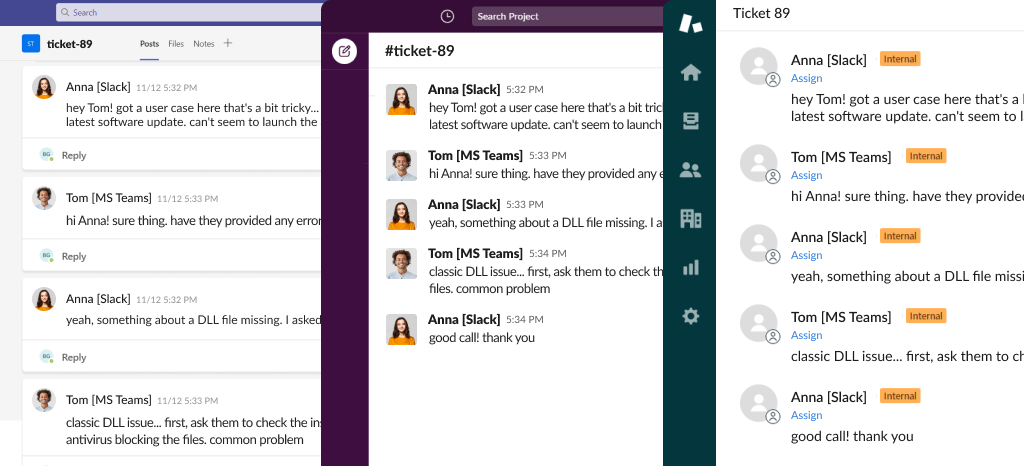 Search
ST
ticket-89
Posts
Files
Notes
Anna [Slack] 11/12 5:32 PM
hey Tom! got a user case here that's a bit tricky...
latest software update. can't seem to launch the
BG Reply
Tom [MS Teams] 11/12 5:33 PM
hi Anna! sure thing. have they provided any error
BG Reply
Anna [Slack] 11/12 5:32 PM
yeah, something about a DLL file missing. I asked
BG Reply
Tom [MS Teams] 11/12 5:33 PM
classic DLL issue... first, ask them to check the ins
antivirus blocking the files. common problem
Search Project
#ticket-89
Anna [Slack] 5:32 PM
hey Tom! got a user case here that's a bit tric
latest software update. can't seem to launch
Tom [MS Teams] 5:33 PM
hi Anna! sure thing. have they provided any e
Anna [Slack] 5:33 PM
yeah, something about a DLL file missing. I a
Tom [MS Teams] 5:34 PM
classic DLL issue... first, ask them to check th
files. common problem
Anna [Slack] 5:34 PM
good call! thank you
Ticket 89
Anna [Slack] Internal
Assign
hey Tom! got a user case here that's a
latest software update. can't seem to l
Tom [MS Teams] Internal
Assign
hi Anna! sure thing. have they provide
Anna [Slack] Internal
Assign
yeah, something about a DLL file missi
Tom [MS Teams] Internal
Assign
classic DLL issue... first, ask them to ch
Anna [Slack] Internal
Assign
good call! thank you